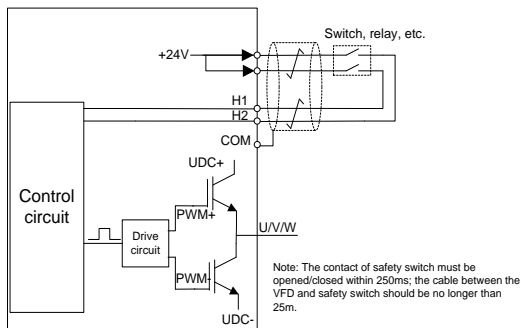 Switch, relay, etc.
+24V
H1
H2
COM
UDC+
Control
circuit
PWM+
Drive
circuit
U/V/W
PWM-
UDC-
Note: The contact of safety switch must be
opened/closed within 250ms; the cable between the
VFD and safety switch should be no longer than
25m.